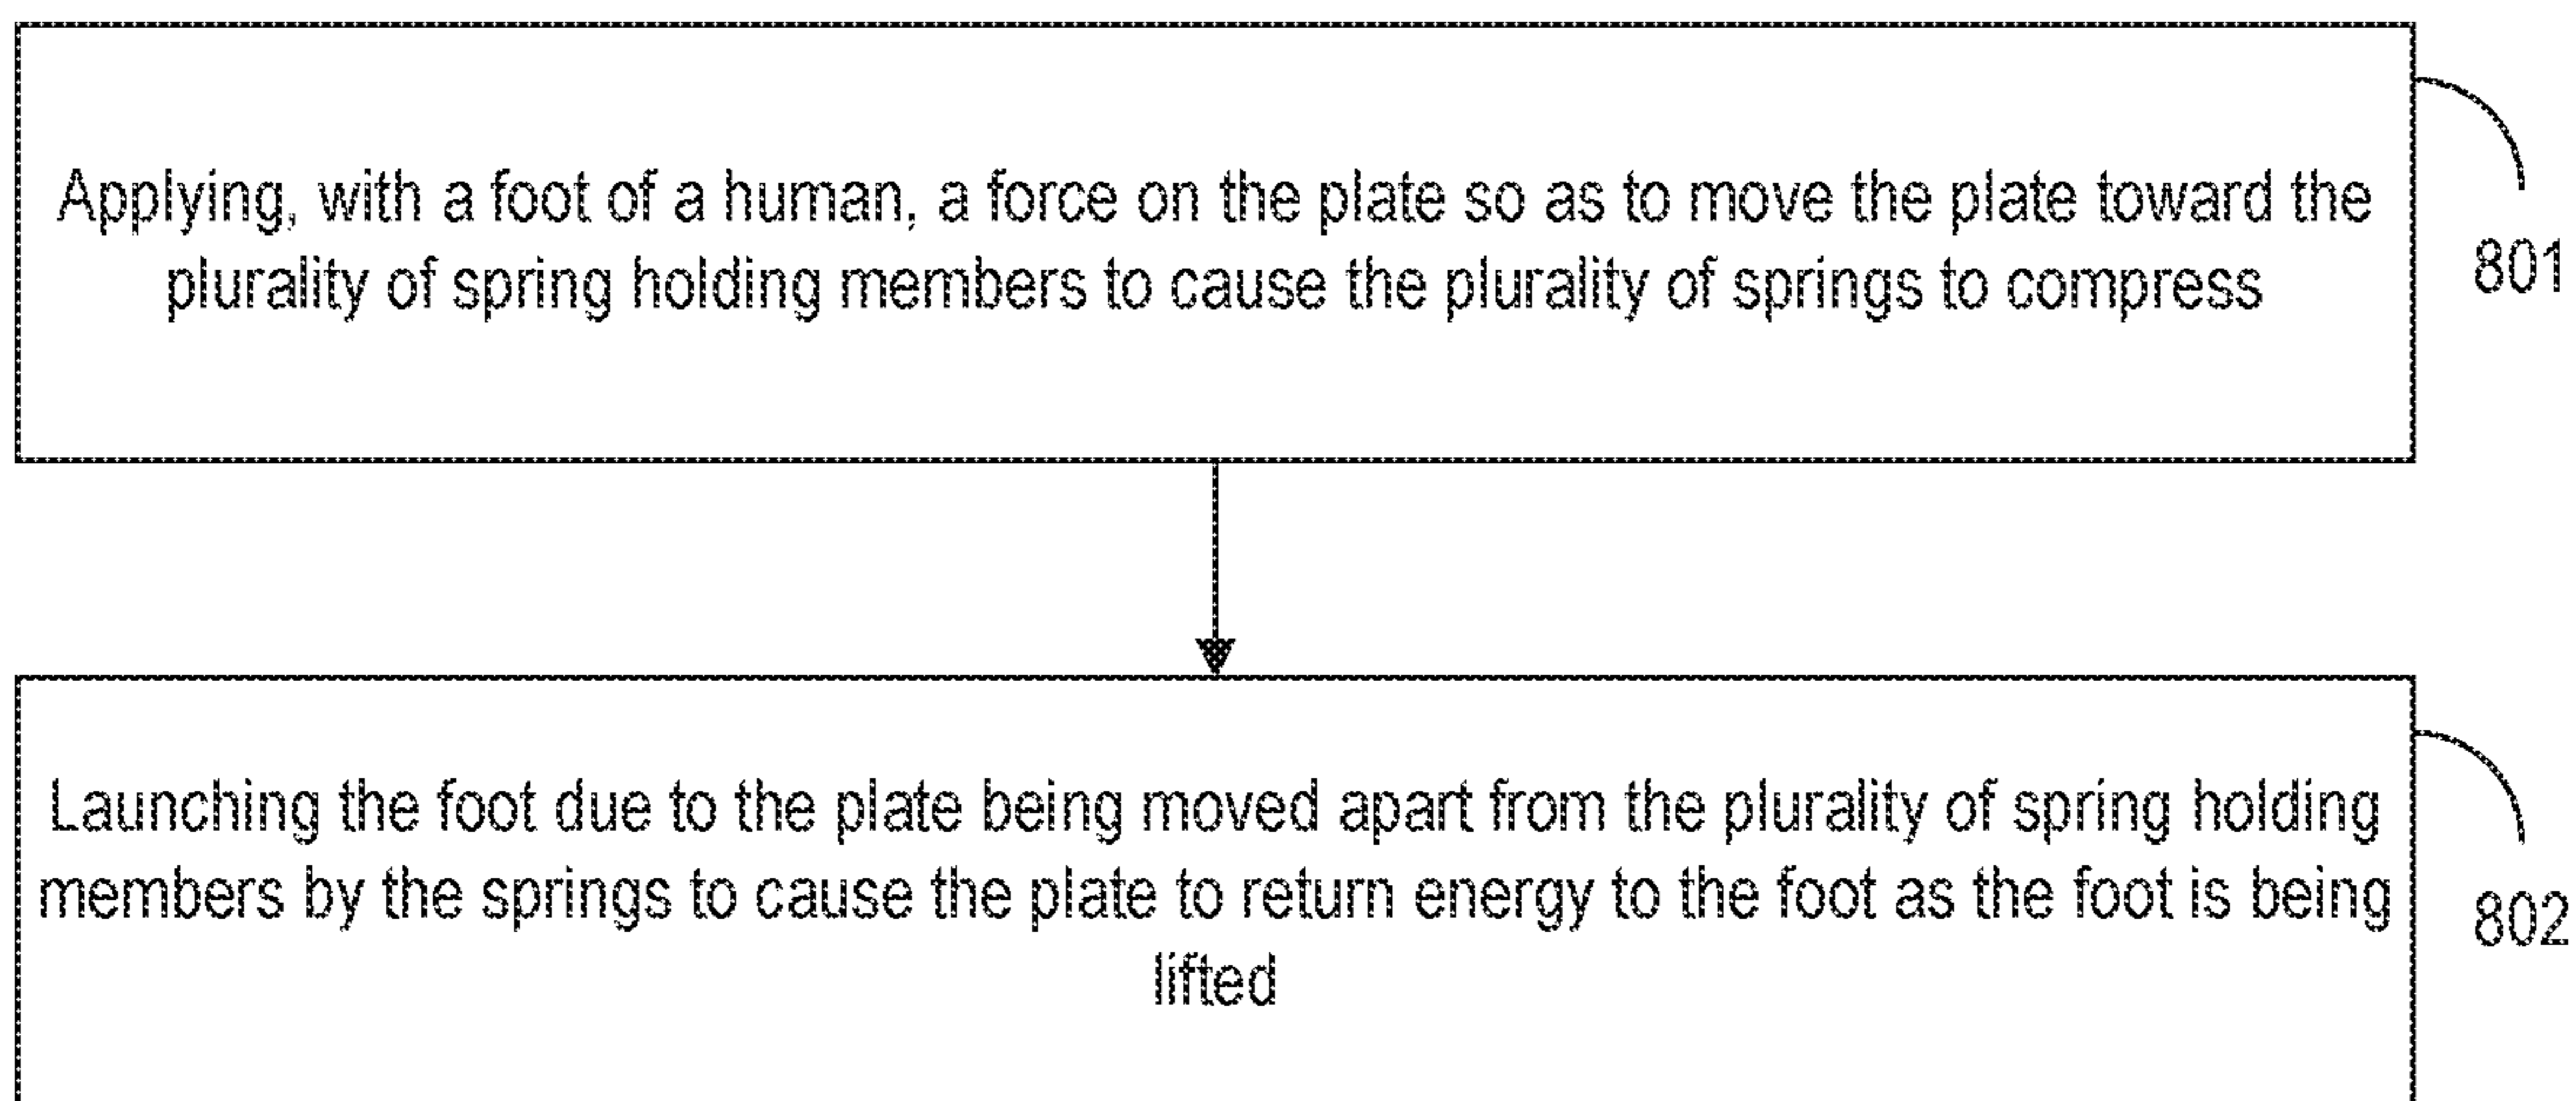 Applying, with a foot of a human, a force on the plate so as to move the plate toward the
plurality of spring holding members to cause the plurality of springs to compress
801
Launching the foot due to the plate being moved apart from the plurality of spring holding
members by the springs to cause the plate to return energy to the foot as the foot is being
lifted
802